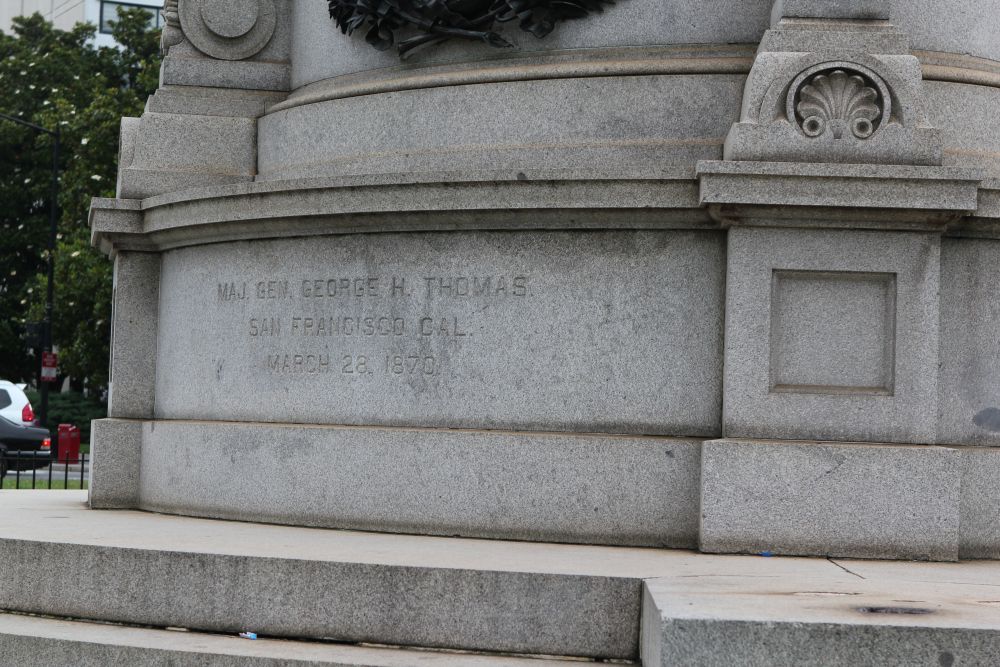 MAJ. GEN. GEORGE H. THOMAS.
SAN FRANCISCO CAL.
MARCH 28. 1870.